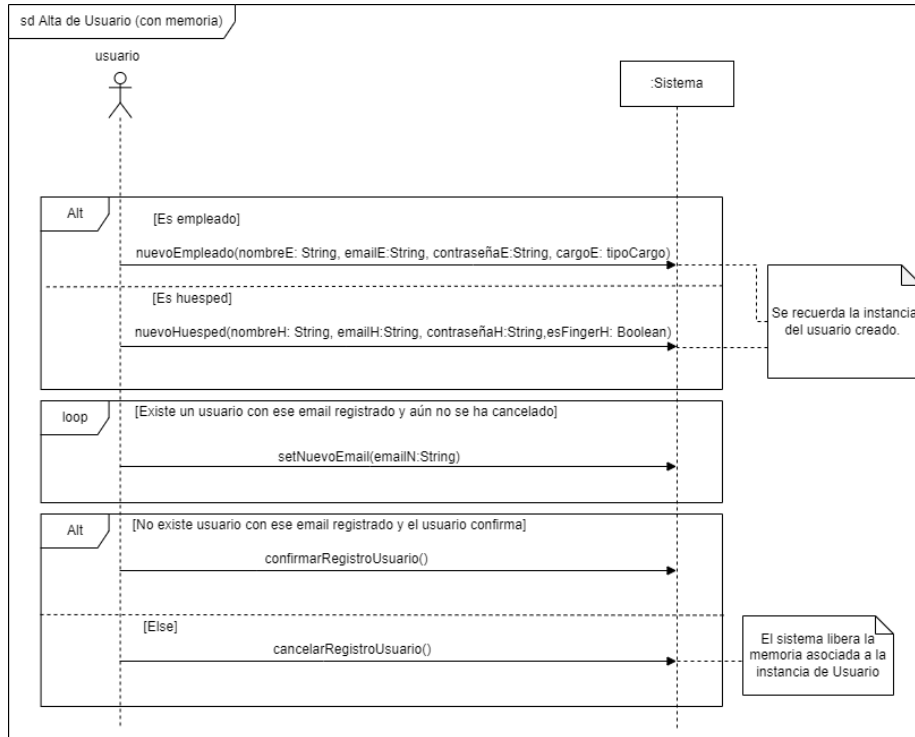 sd Alta de Usuario (con memoria)
usuario
:Sistema
Alt
[Es empleado]
nuevoEmpleado(nombreE: String, emailE:String, contraseñaE:String, cargoE: tipoCargo)
[Es huesped]
nuevoHuesped(nombreH: String, emailH:String, contraseñaH:String,esFingerH: Boolean)
Se recuerda la instancia
del usuario creado.
loop
[Existe un usuario con ese email registrado y aún no se ha cancelado]
setNuevoEmail(emailN:String)
Alt
[No existe usuario con ese email registrado y el usuario confirma]
confirmarRegistroUsuario()
[Else]
cancelarRegistroUsuario()
El sistema libera la
memoria asociada a la
instancia de Usuario